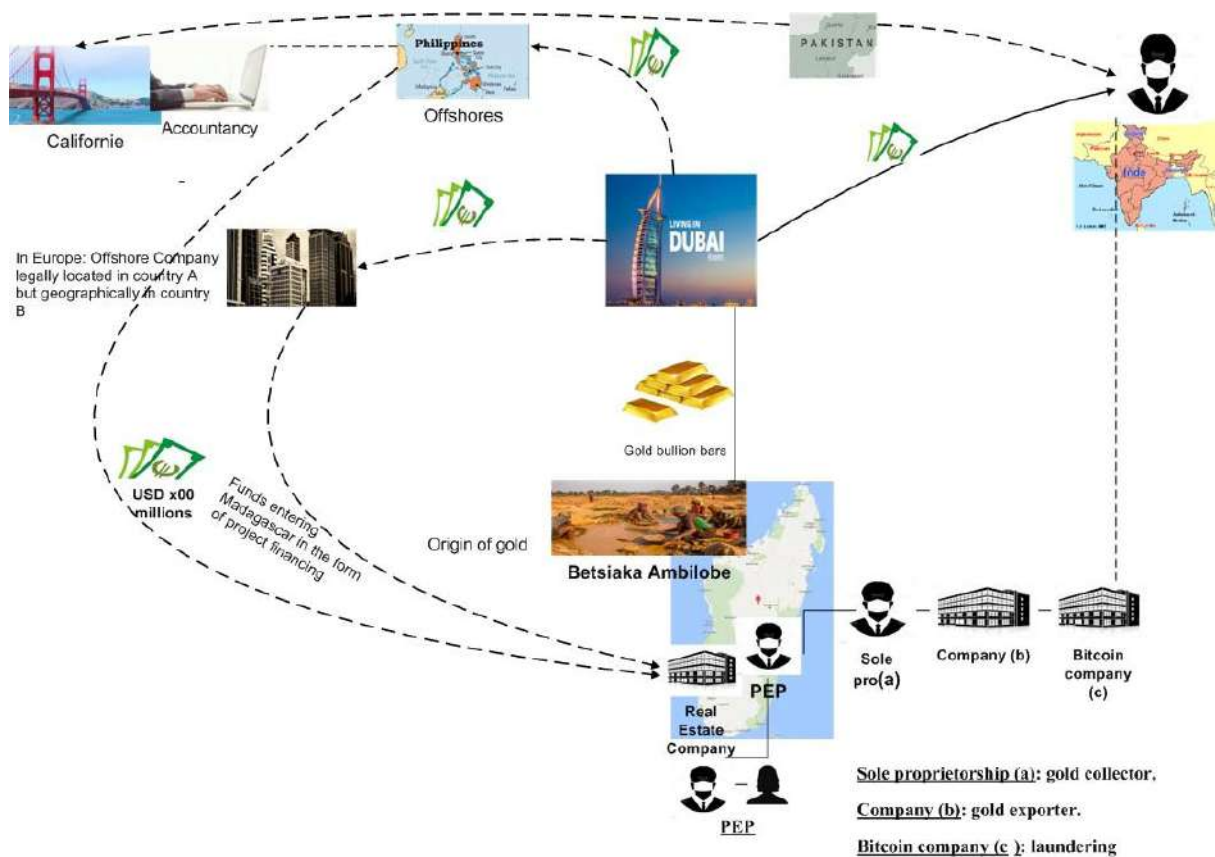 Philippines
PAKISTAN
Californie
Accountancy
Offshores
Inde
LIVING IN
DUBAI
In Europe: Offshore Company
legally located in country A
but geographically in country
B
Gold bullion bars
USD x00
millions
Funds entering
Madagascar in the form
of project financing
Origin of gold
Betsiaka Ambilobe
Sole
pro(a)
Company (b)
Bitcoin
company
(c)
PEP
Real
Estate
Company
PEP
Sole proprietorship (a): gold collector.
Company (b): gold exporter.
Bitcoin company (c ): laundering